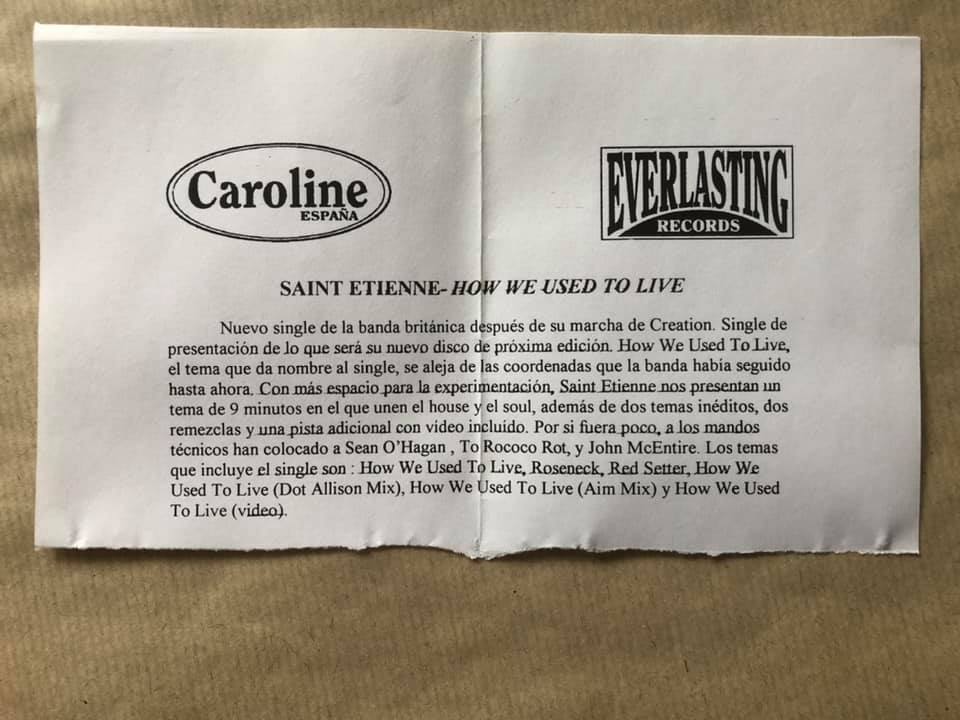 Caroline
ESPAÑA
EVERLASTING
RECORDS
SAINT ETIENNE- HOW WE USED TO LIVE
Nuevo single de la banda británica después de su marcha de Creation. Single de
presentación de lo que será su nuevo disco de próxima edición. How We Used To Live,
el tema que da nombre al single, se aleja de las coordenadas que la banda había seguido
hasta ahora. Con más espacio para la experimentación, Saint Etienne nos presentan un
tema de 9 minutos en el que unen el house y el soul, además de dos temas inéditos, dos
remezclas y una pista adicional con vídeo incluído. Por si fuera poco, a los mandos
técnicos han colocado a Sean O'Hagan , To Rococo Rot, y John McEntire. Los temas
que incluye el single son : How We Used To Live, Roseneck, Red Setter, How We
Used To Live (Dot Allison Mix), How We Used To Live (Aim Mix) y How We Used
To Live (video).